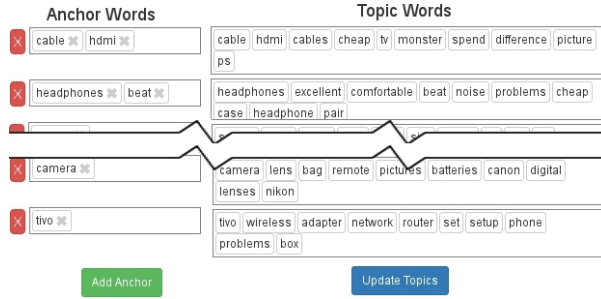 Anchor Words
Topic Words
X cable ✖ hdmi ✖
cable hdmi cables cheap tv monster spend difference picture
ps
X headphones ✖ beat ✖
headphones excellent comfortable beat noise problems cheap
case headphone pair
X camera ✖
camera lens bag remote pictures batteries canon digital
lenses nikon
X tivo ✖
tivo wireless adapter network router set setup phone
problems box
Add Anchor
Update Topics